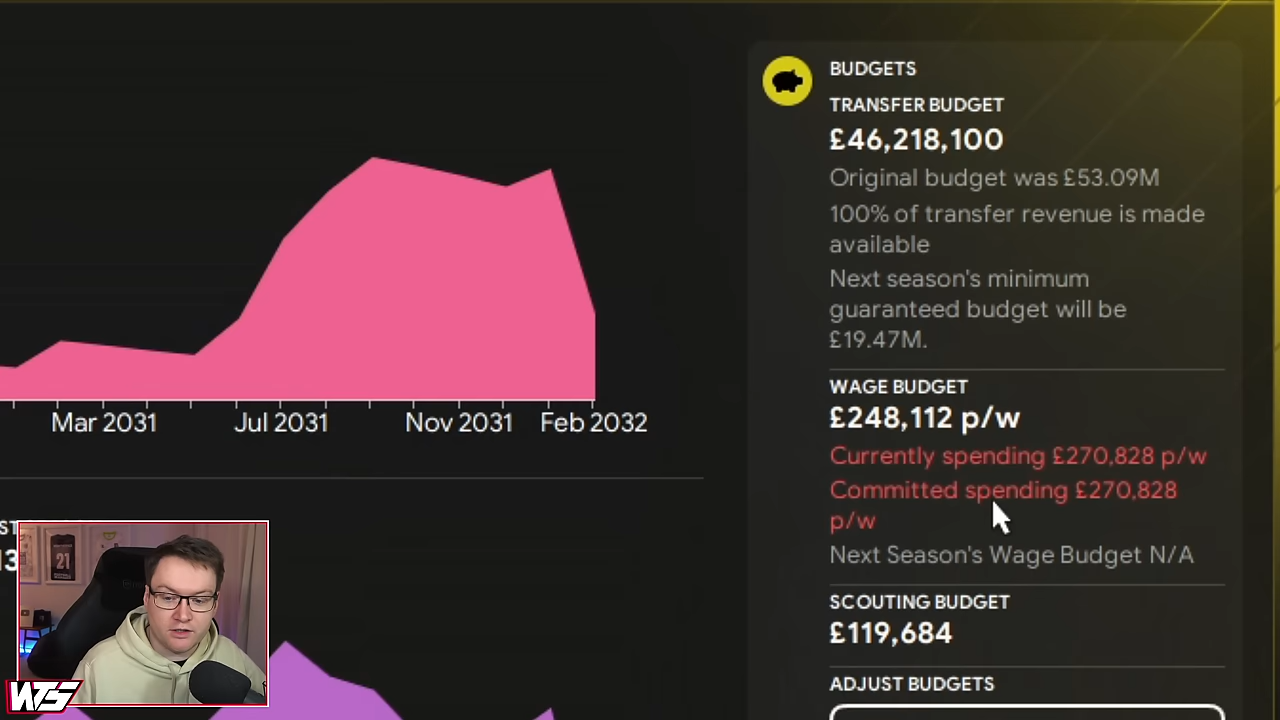 BUDGETS
TRANSFER BUDGET
£46,218,100
Original budget was £53.09M
100% of transfer revenue is made
available
Next season's minimum
guaranteed budget will be
£19.47M.
WAGE BUDGET
£248,112 p/w
Currently spending £270,828 p/w
Committed spending £270,828
p/w
Next Season's Wage Budget N/A
SCOUTING BUDGET
£119,684
ADJUST BUDGETS
Mar 2031 Jul 2031 Nov 2031 Feb 2032
21
WTS